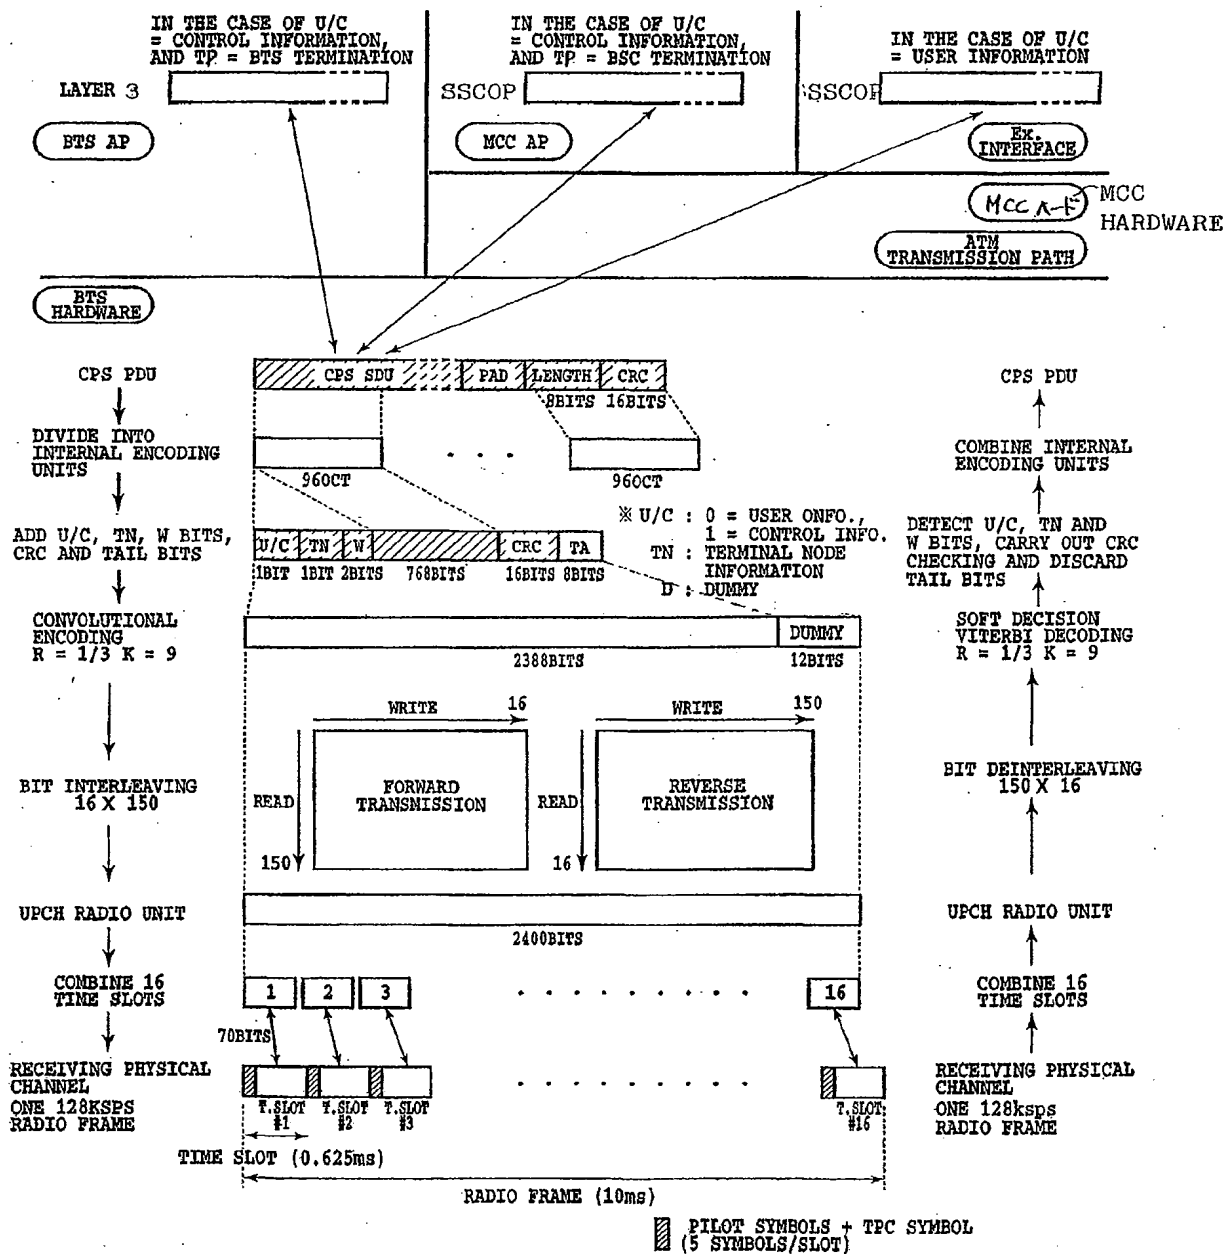 IN THE CASE OF U/C
= CONTROL INFORMATION,
AND TP = BTS TERMINATION
IN THE CASE OF U/C
= CONTROL INFORMATION,
AND TP = BSC TERMINATION
IN THE CASE OF U/C
= USER INFORMATION
LAYER 3
SSCOP
SSCOP
BTS AP
MCC AP
Ex.
INTERFACE
MCC ハード
MCC
HARDWARE
ATM
TRANSMISSION PATH
BTS
HARDWARE
CPS PDU
CPS SDU
PAD
LENGTH
CRC
8BITS
16BITS
CPS PDU
DIVIDE INTO
INTERNAL ENCODING
UNITS
96OCT
. . .
96OCT
COMBINE INTERNAL
ENCODING UNITS
ADD U/C, TN, W BITS,
CRC AND TAIL BITS
U/C
TN
W
CRC
TA
1BIT
1BIT
2BITS
768BITS
16BITS
8BITS
※ U/C : 0 = USER ONFO.,
1 = CONTROL INFO.
TN : TERMINAL NODE
INFORMATION
D : DUMMY
DETECT U/C, TN AND
W BITS, CARRY OUT CRC
CHECKING AND DISCARD
TAIL BITS
CONVOLUTIONAL
ENCODING
R = 1/3 K = 9
DUMMY
2388BITS
12BITS
SOFT DECISION
VITERBI DECODING
R = 1/3 K = 9
BIT INTERLEAVING
16 X 150
WRITE
16
READ
150
FORWARD
TRANSMISSION
WRITE
150
READ
16
REVERSE
TRANSMISSION
BIT DEINTERLEAVING
150 X 16
UPCH RADIO UNIT
2400BITS
UPCH RADIO UNIT
COMBINE 16
TIME SLOTS
1
2
3
. . . . . . . . .
16
COMBINE 16
TIME SLOTS
70BITS
RECEIVING PHYSICAL
CHANNEL
ONE 128KSPS
RADIO FRAME
T.SLOT
#1
T.SLOT
#2
T.SLOT
#3
. . . . . . . . .
T.SLOT
#16
RECEIVING PHYSICAL
CHANNEL
ONE 128ksps
RADIO FRAME
TIME SLOT (0.625ms)
RADIO FRAME (10ms)
PILOT SYMBOLS + TPC SYMBOL
(5 SYMBOLS/SLOT)